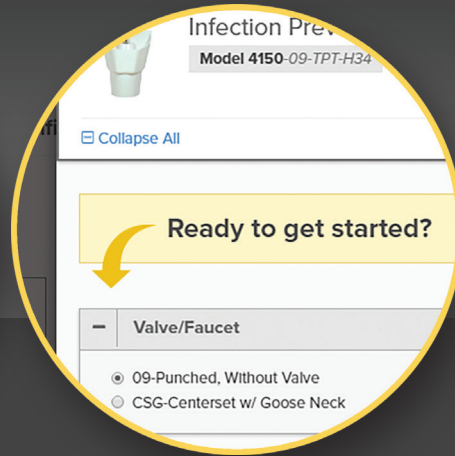 Infection
Model 4150-09-TPT-H34
Collapse All
Ready to get started?
Valve/Faucet
09-Punched, Without Valve
CSG-Centerset w/ Goose Neck